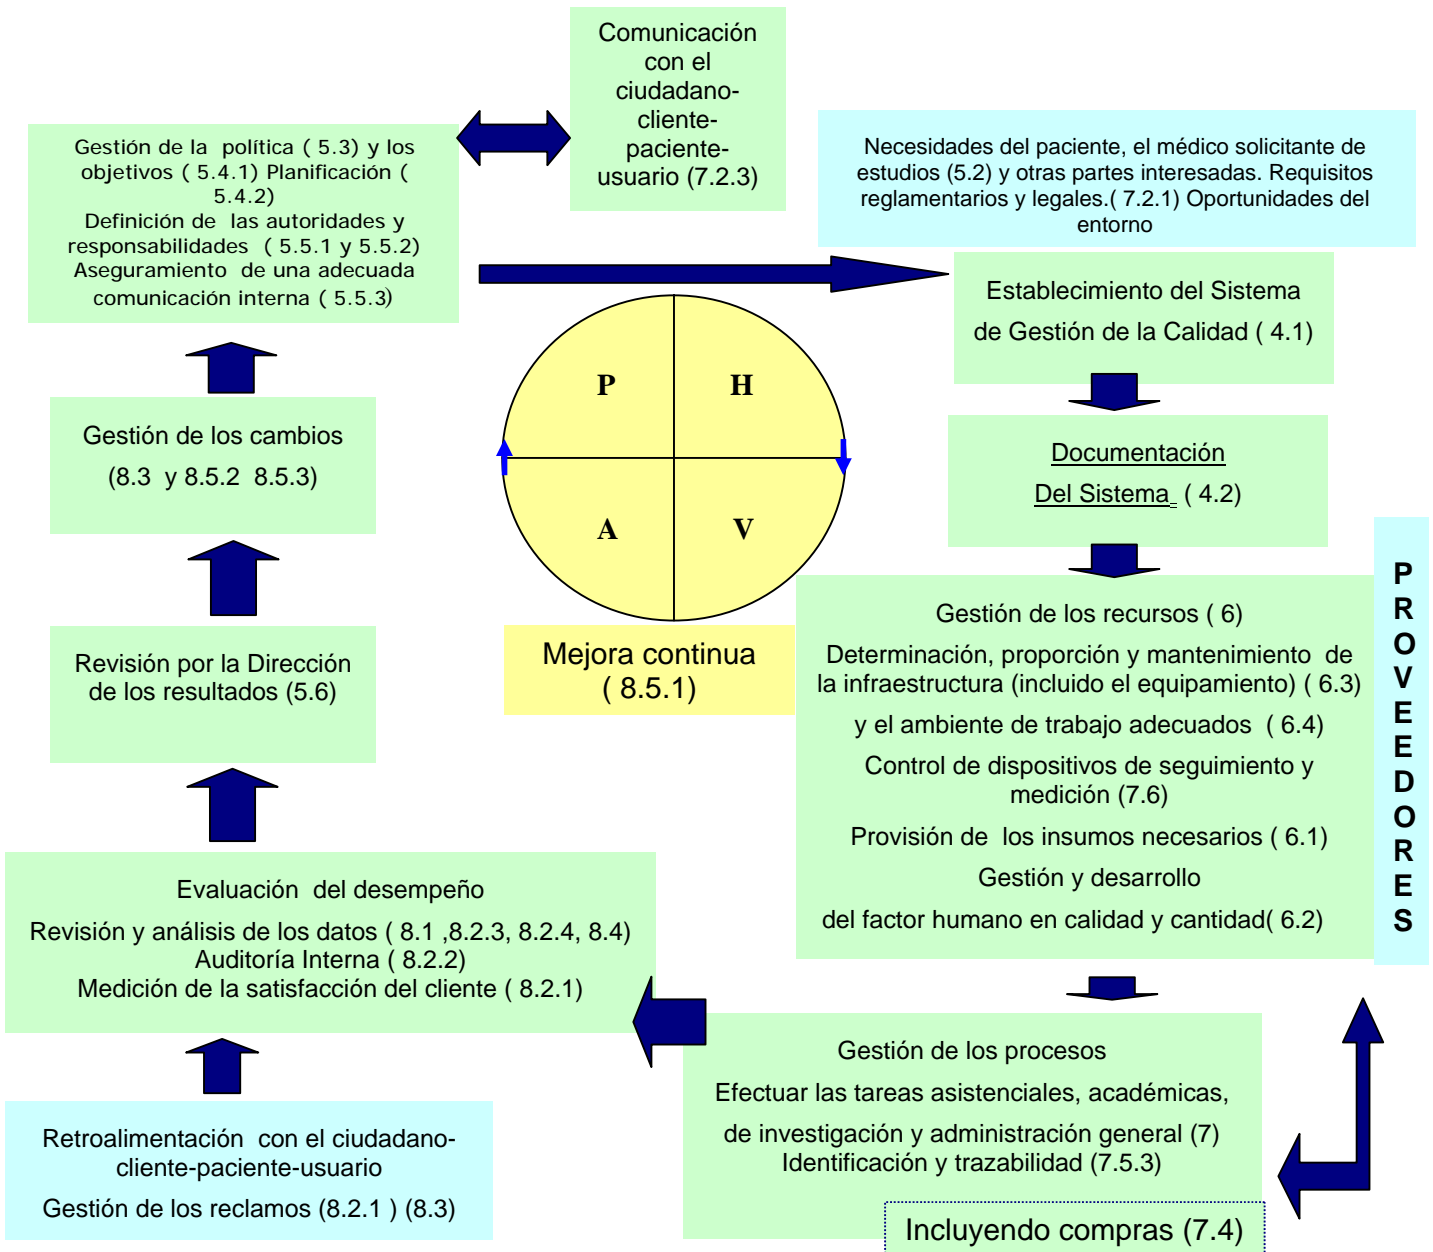 Comunicación
con el
ciudadano-
cliente-
paciente-
usuario (7.2.3)
Gestión de la política ( 5.3) y los
objetivos ( 5.4.1) Planificación (
5.4.2)
Definición de las autoridades y
responsabilidades ( 5.5.1 y 5.5.2)
Aseguramiento de una adecuada
comunicación interna ( 5.5.3)
Necesidades del paciente, el médico solicitante de
estudios (5.2) y otras partes interesadas. Requisitos
reglamentarios y legales.( 7.2.1) Oportunidades del
entorno
Establecimiento del Sistema
de Gestión de la Calidad ( 4.1)
P
H
A
V
Mejora continua
( 8.5.1)
Gestión de los cambios
(8.3 y 8.5.2 8.5.3)
Documentación
Del Sistema ( 4.2)
Revisión por la Dirección
de los resultados (5.6)
Gestión de los recursos ( 6)
Determinación, proporción y mantenimiento de
la infraestructura (incluido el equipamiento) ( 6.3)
y el ambiente de trabajo adecuados ( 6.4)
Control de dispositivos de seguimiento y
medición (7.6)
Provisión de los insumos necesarios ( 6.1)
Gestión y desarrollo
del factor humano en calidad y cantidad( 6.2)
P
R
O
V
E
E
D
O
R
E
S
Evaluación del desempeño
Revisión y análisis de los datos ( 8.1 ,8.2.3, 8.2.4, 8.4)
Auditoría Interna ( 8.2.2)
Medición de la satisfacción del cliente ( 8.2.1)
Gestión de los procesos
Efectuar las tareas asistenciales, académicas,
de investigación y administración general (7)
Identificación y trazabilidad (7.5.3)
Incluyendo compras (7.4)
Retroalimentación con el ciudadano-
cliente-paciente-usuario
Gestión de los reclamos (8.2.1 ) (8.3)